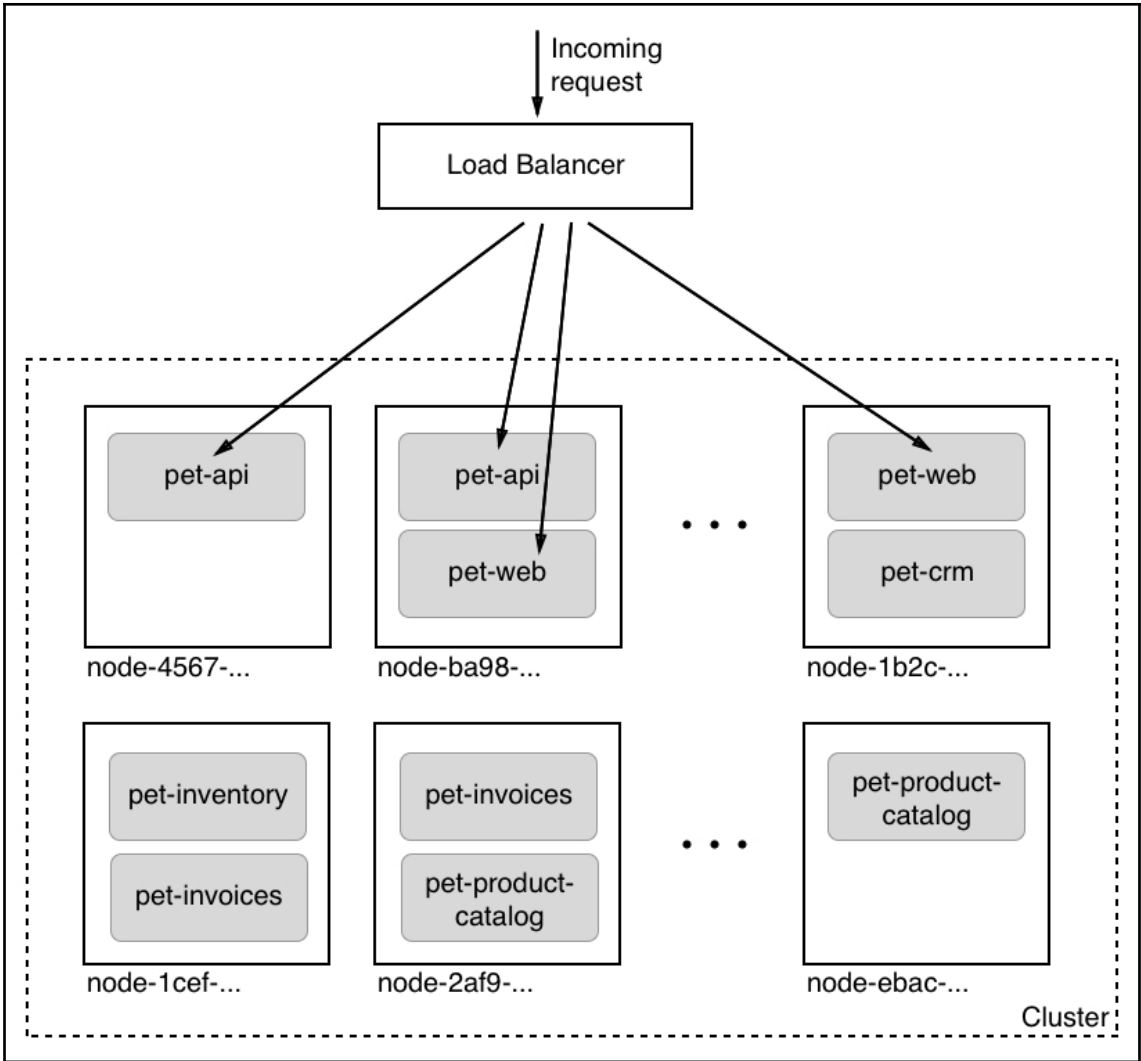 Incoming
request
Load Balancer
pet-api
pet-api
pet-web
pet-web
pet-crm
node-4567-...
node-ba98-...
node-1b2c-...
pet-inventory
pet-invoices
pet-invoices
pet-product-
catalog
pet-product-
catalog
node-1cef-...
node-2af9-...
node-ebac-...
Cluster